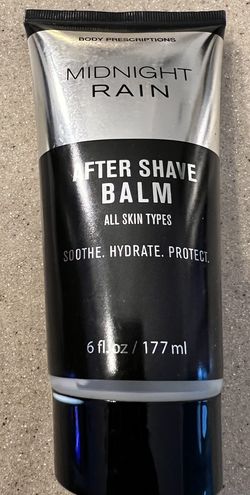 BODY PRESCRIPTIONS
MIDNIGHT
RAIN
AFTER SHAVE
BALM
ALL SKIN TYPES
SOOTHE. HYDRATE. PROTECT.
6 fl. oz / 177 ml